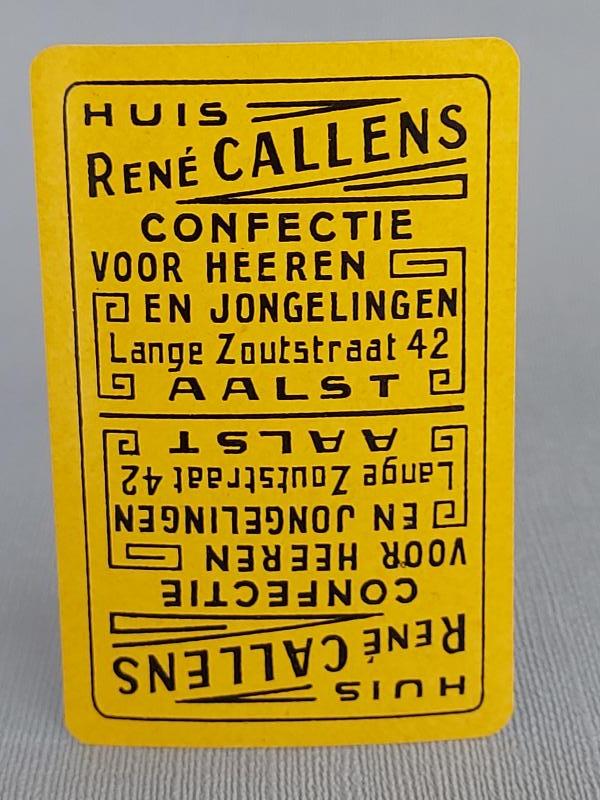 HUIS
RENÉ CALLENS
CONFECTIE
VOOR HEEREN
EN JONGELINGEN
Lange Zoutstraat 42
AALST
AALST
Lange Zoutstraat 42
EN JONGELINGEN
VOOR HEEREN
CONFECTIE
RENÉ CALLENS
HUIS